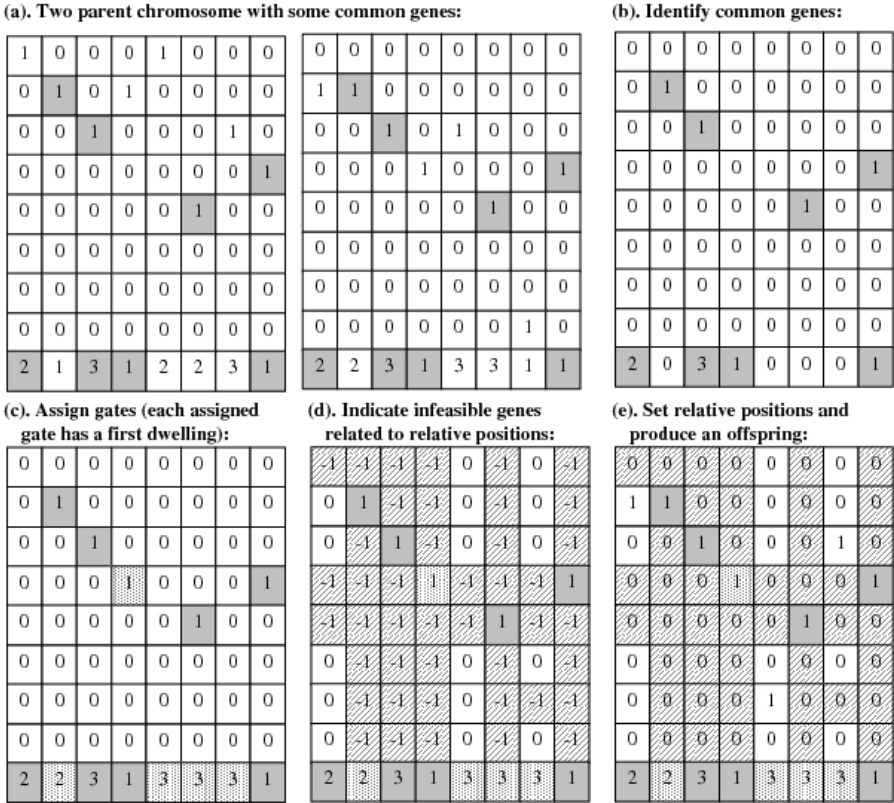 (a). Two parent chromosome with some common genes:
1 0 0 0 1 0 0 0
0 1 0 1 0 0 0 0
0 0 1 0 0 0 1 0
0 0 0 0 0 0 0 1
0 0 0 0 0 1 0 0
0 0 0 0 0 0 0 0
0 0 0 0 0 0 0 0
0 0 0 0 0 0 0 0
2 1 3 1 2 2 3 1
0 0 0 0 0 0 0 0
1 1 0 0 0 0 0 0
0 0 1 0 1 0 0 0
0 0 0 1 0 0 0 1
0 0 0 0 0 1 0 0
0 0 0 0 0 0 0 0
0 0 0 0 0 0 0 0
0 0 0 0 0 0 1 0
2 2 3 1 3 3 1 1
(b). Identify common genes:
0 0 0 0 0 0 0 0
0 1 0 0 0 0 0 0
0 0 1 0 0 0 0 0
0 0 0 0 0 0 0 1
0 0 0 0 0 1 0 0
0 0 0 0 0 0 0 0
0 0 0 0 0 0 0 0
0 0 0 0 0 0 0 0
2 0 3 1 0 0 0 1
(c). Assign gates (each assigned
gate has a first dwelling):
0 0 0 0 0 0 0 0
0 1 0 0 0 0 0 0
0 0 1 0 0 0 0 0
0 0 0 1 0 0 0 1
0 0 0 0 0 1 0 0
0 0 0 0 0 0 0 0
0 0 0 0 0 0 0 0
0 0 0 0 0 0 0 0
2 2 3 1 3 3 3 1
(d). Indicate infeasible genes
related to relative positions:
-1 -1 -1 -1 0 -1 0 -1
0 1 -1 -1 0 -1 0 -1
0 -1 1 -1 0 -1 0 -1
-1 -1 -1 1 -1 -1 -1 1
-1 -1 -1 -1 -1 1 -1 -1
0 -1 -1 -1 0 -1 0 -1
0 -1 -1 -1 0 -1 -1 -1
0 -1 -1 -1 0 -1 0 -1
2 2 3 1 3 3 3 1
(e). Set relative positions and
produce an offspring:
0 0 0 0 0 0 0 0
1 1 0 0 0 0 0 0
0 0 1 0 0 0 1 0
0 0 0 1 0 0 0 1
0 0 0 0 0 1 0 0
0 0 0 0 0 0 0 0
0 0 0 0 1 0 0 0
0 0 0 0 0 0 0 0
2 2 3 1 3 3 3 1